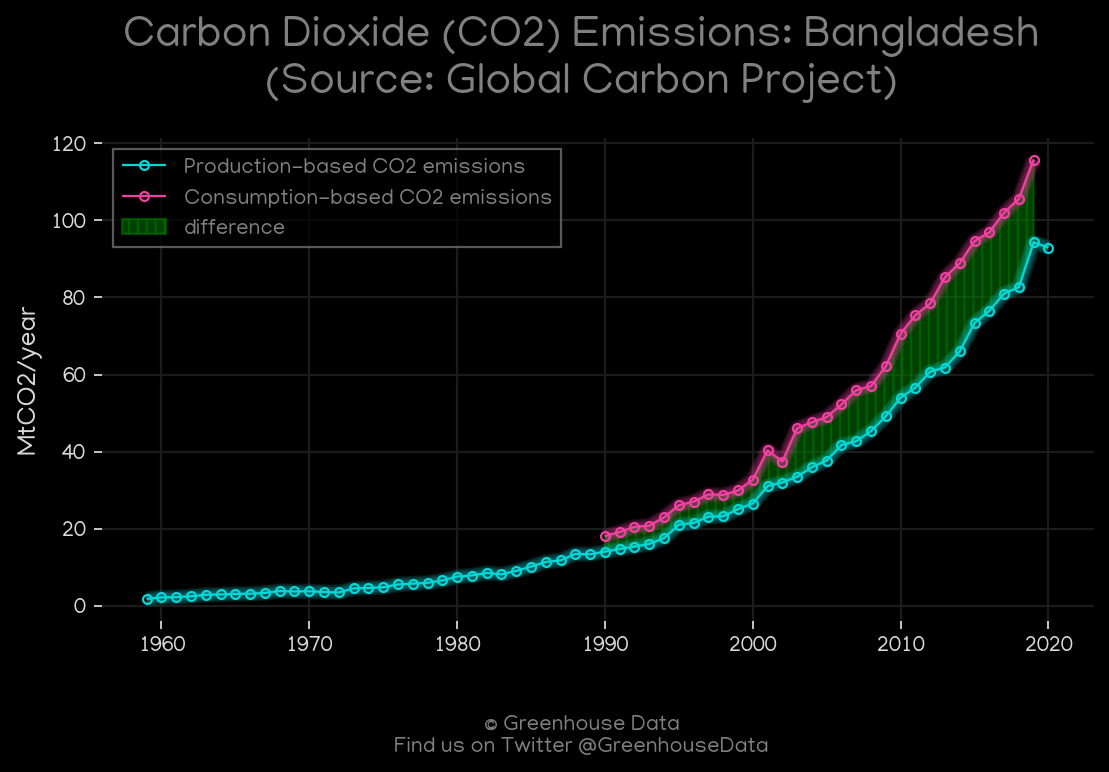 Carbon Dioxide (CO2) Emissions: Bangladesh
(Source: Global Carbon Project)
120
100
80
60
40
20
0
MtCO2/year
Production-based CO2 emissions
Consumption-based CO2 emissions
difference
1960 1970 1980 1990 2000 2010 2020
© Greenhouse Data
Find us on Twitter @GreenhouseData